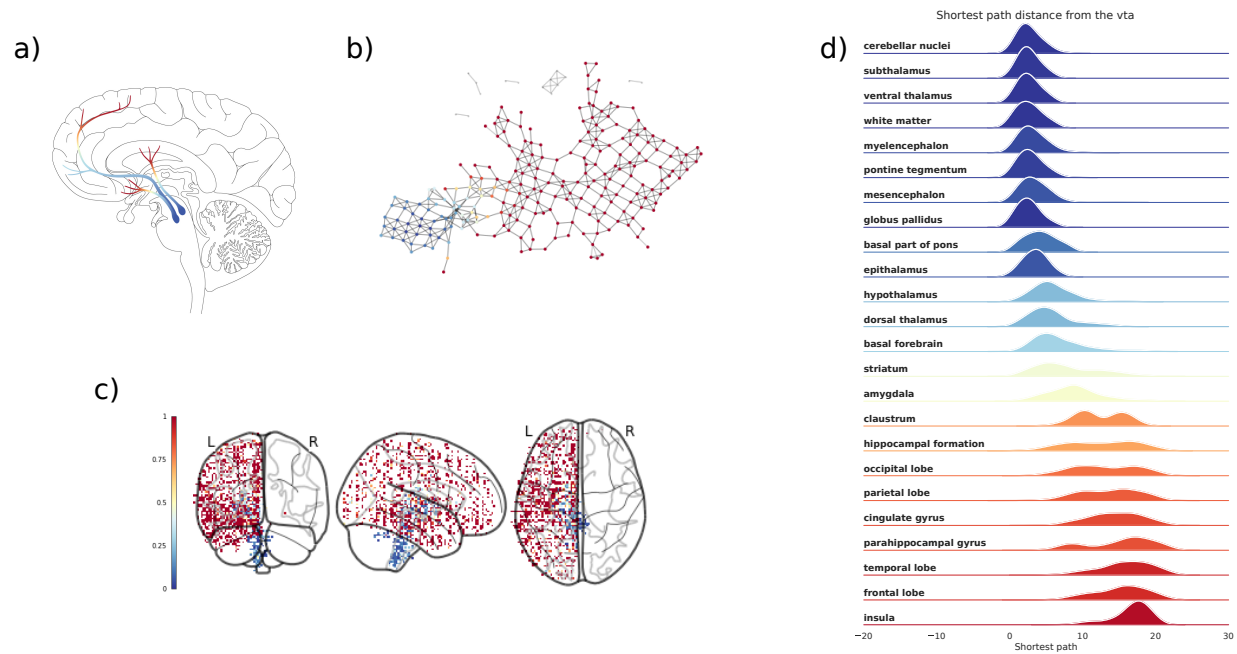 a)
b)
c)
1
0.75
0.5
0.25
0
L
R
L
R
d)
Shortest path distance from the vta
cerebellar nuclei
subthalamus
ventral thalamus
white matter
myelencephalon
pontine tegmentum
mesencephalon
globus pallidus
basal part of pons
epithalamus
hypothalamus
dorsal thalamus
basal forebrain
striatum
amygdala
claustrum
hippocampal formation
occipital lobe
parietal lobe
cingulate gyrus
parahippocampal gyrus
temporal lobe
frontal lobe
insula
−20 −10 0 10 20 30
Shortest path